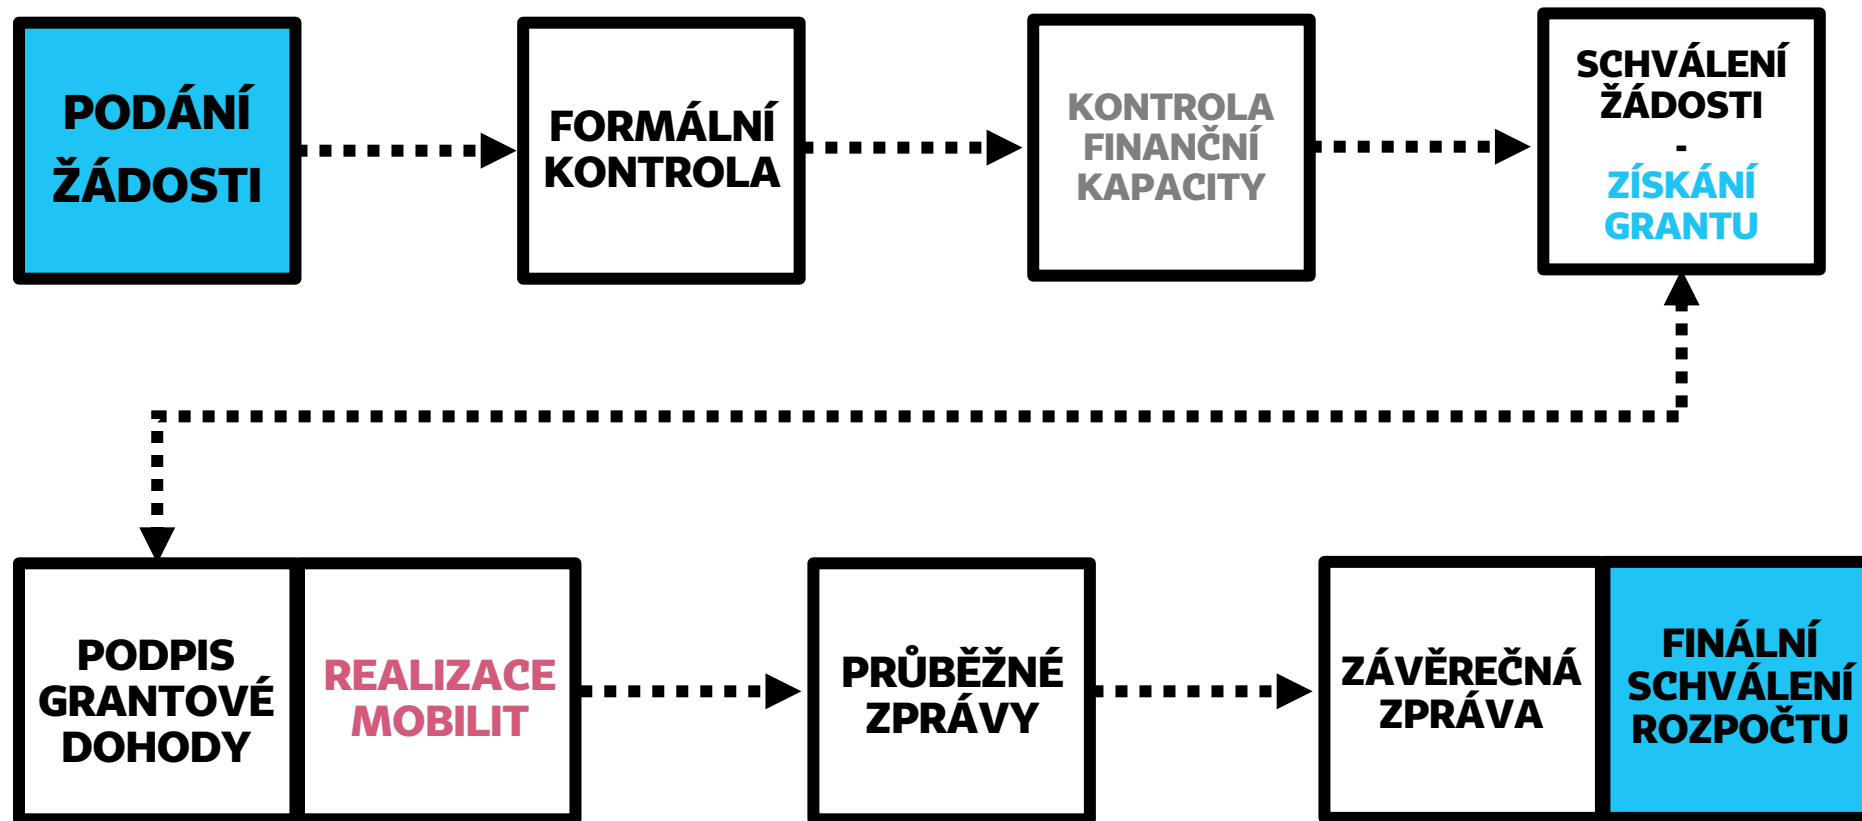 PODÁNÍ
ŽÁDOSTI
FORMÁLNÍ
KONTROLA
KONTROLA
FINANČNÍ
KAPACITY
SCHVÁLENÍ
ŽÁDOSTI
-
ZÍSKÁNÍ
GRANTU
PODPIS
GRANTOVÉ
DOHODY
REALIZACE
MOBILIT
PRŮBĚŽNÉ
ZPRÁVY
ZÁVĚREČNÁ
ZPRÁVA
FINÁLNÍ
SCHVÁLENÍ
ROZPOČTU